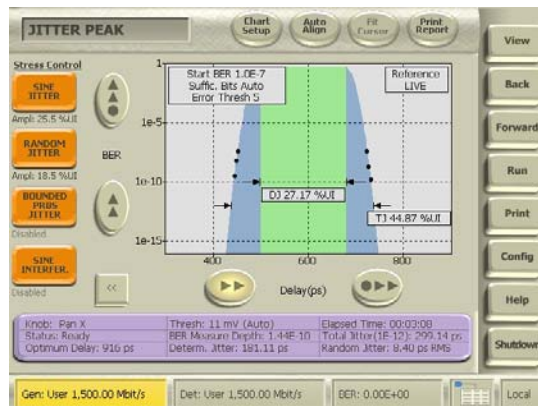 JITTER PEAK
Chart Setup
Auto Align
Fit Cursor
Print Report
View
Back
Forward
Run
Print
Config
Help
Shutdown
Stress Control
SINE JITTER
Ampl: 25.5 %UI
RANDOM JITTER
Ampl: 18.5 %UI
BOUNDED PRBS JITTER
Disabled
SINE INTERFER.
Disabled
BER
<<
1
1e-5
1e-10
1e-15
Start BER 1.0E-7
Suffic. Bits Auto
Error Thresh 5
Reference
LIVE
DJ 27.17 %UI
TJ 44.87 %UI
400
600
800
Delay(ps)
Knob: Pan X
Status: Ready
Optimum Delay: 916 ps
Thresh: 11 mV (Auto)
BER Measure Depth: 1.44E-10
Determ. Jitter: 181.11 ps
Elapsed Time: 00:03:08
Total Jitter(1E-12): 299.14 ps
Random Jitter: 8.40 ps RMS
Gen: User 1,500.00 Mbit/s
Det: User 1,500.00 Mbit/s
BER: 0.00E+00
Local